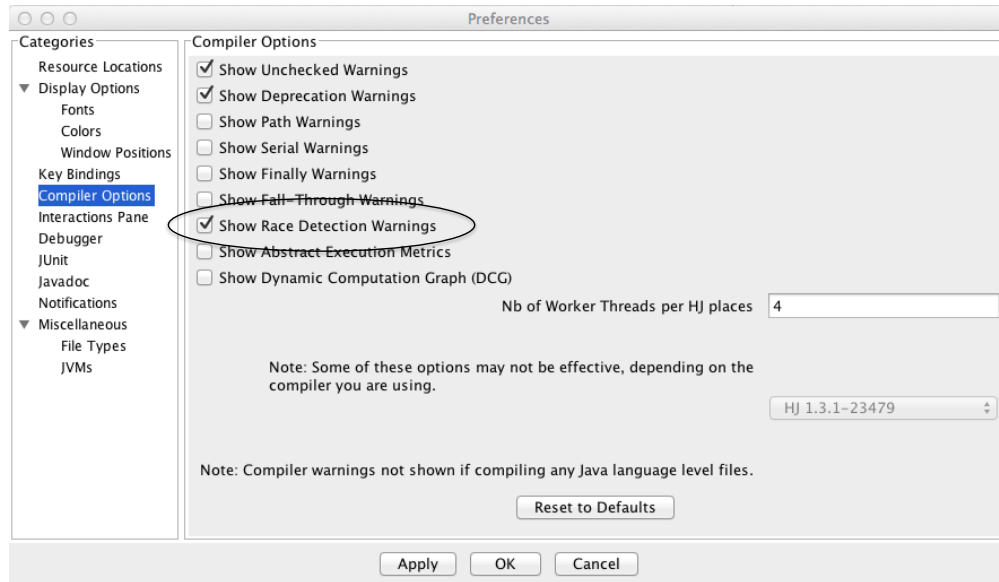 Preferences
Categories
Resource Locations
Display Options
Fonts
Colors
Window Positions
Key Bindings
Compiler Options
Interactions Pane
Debugger
JUnit
Javadoc
Notifications
Miscellaneous
File Types
JVMs
Compiler Options
Show Unchecked Warnings
Show Deprecation Warnings
Show Path Warnings
Show Serial Warnings
Show Finally Warnings
Show Fall-Through Warnings
Show Race Detection Warnings
Show Abstract Execution Metrics
Show Dynamic Computation Graph (DCG)
Nb of Worker Threads per HJ places 4
Note: Some of these options may not be effective, depending on the
compiler you are using.
HJ 1.3.1-23479
Note: Compiler warnings not shown if compiling any Java language level files.
Reset to Defaults
Apply OK Cancel